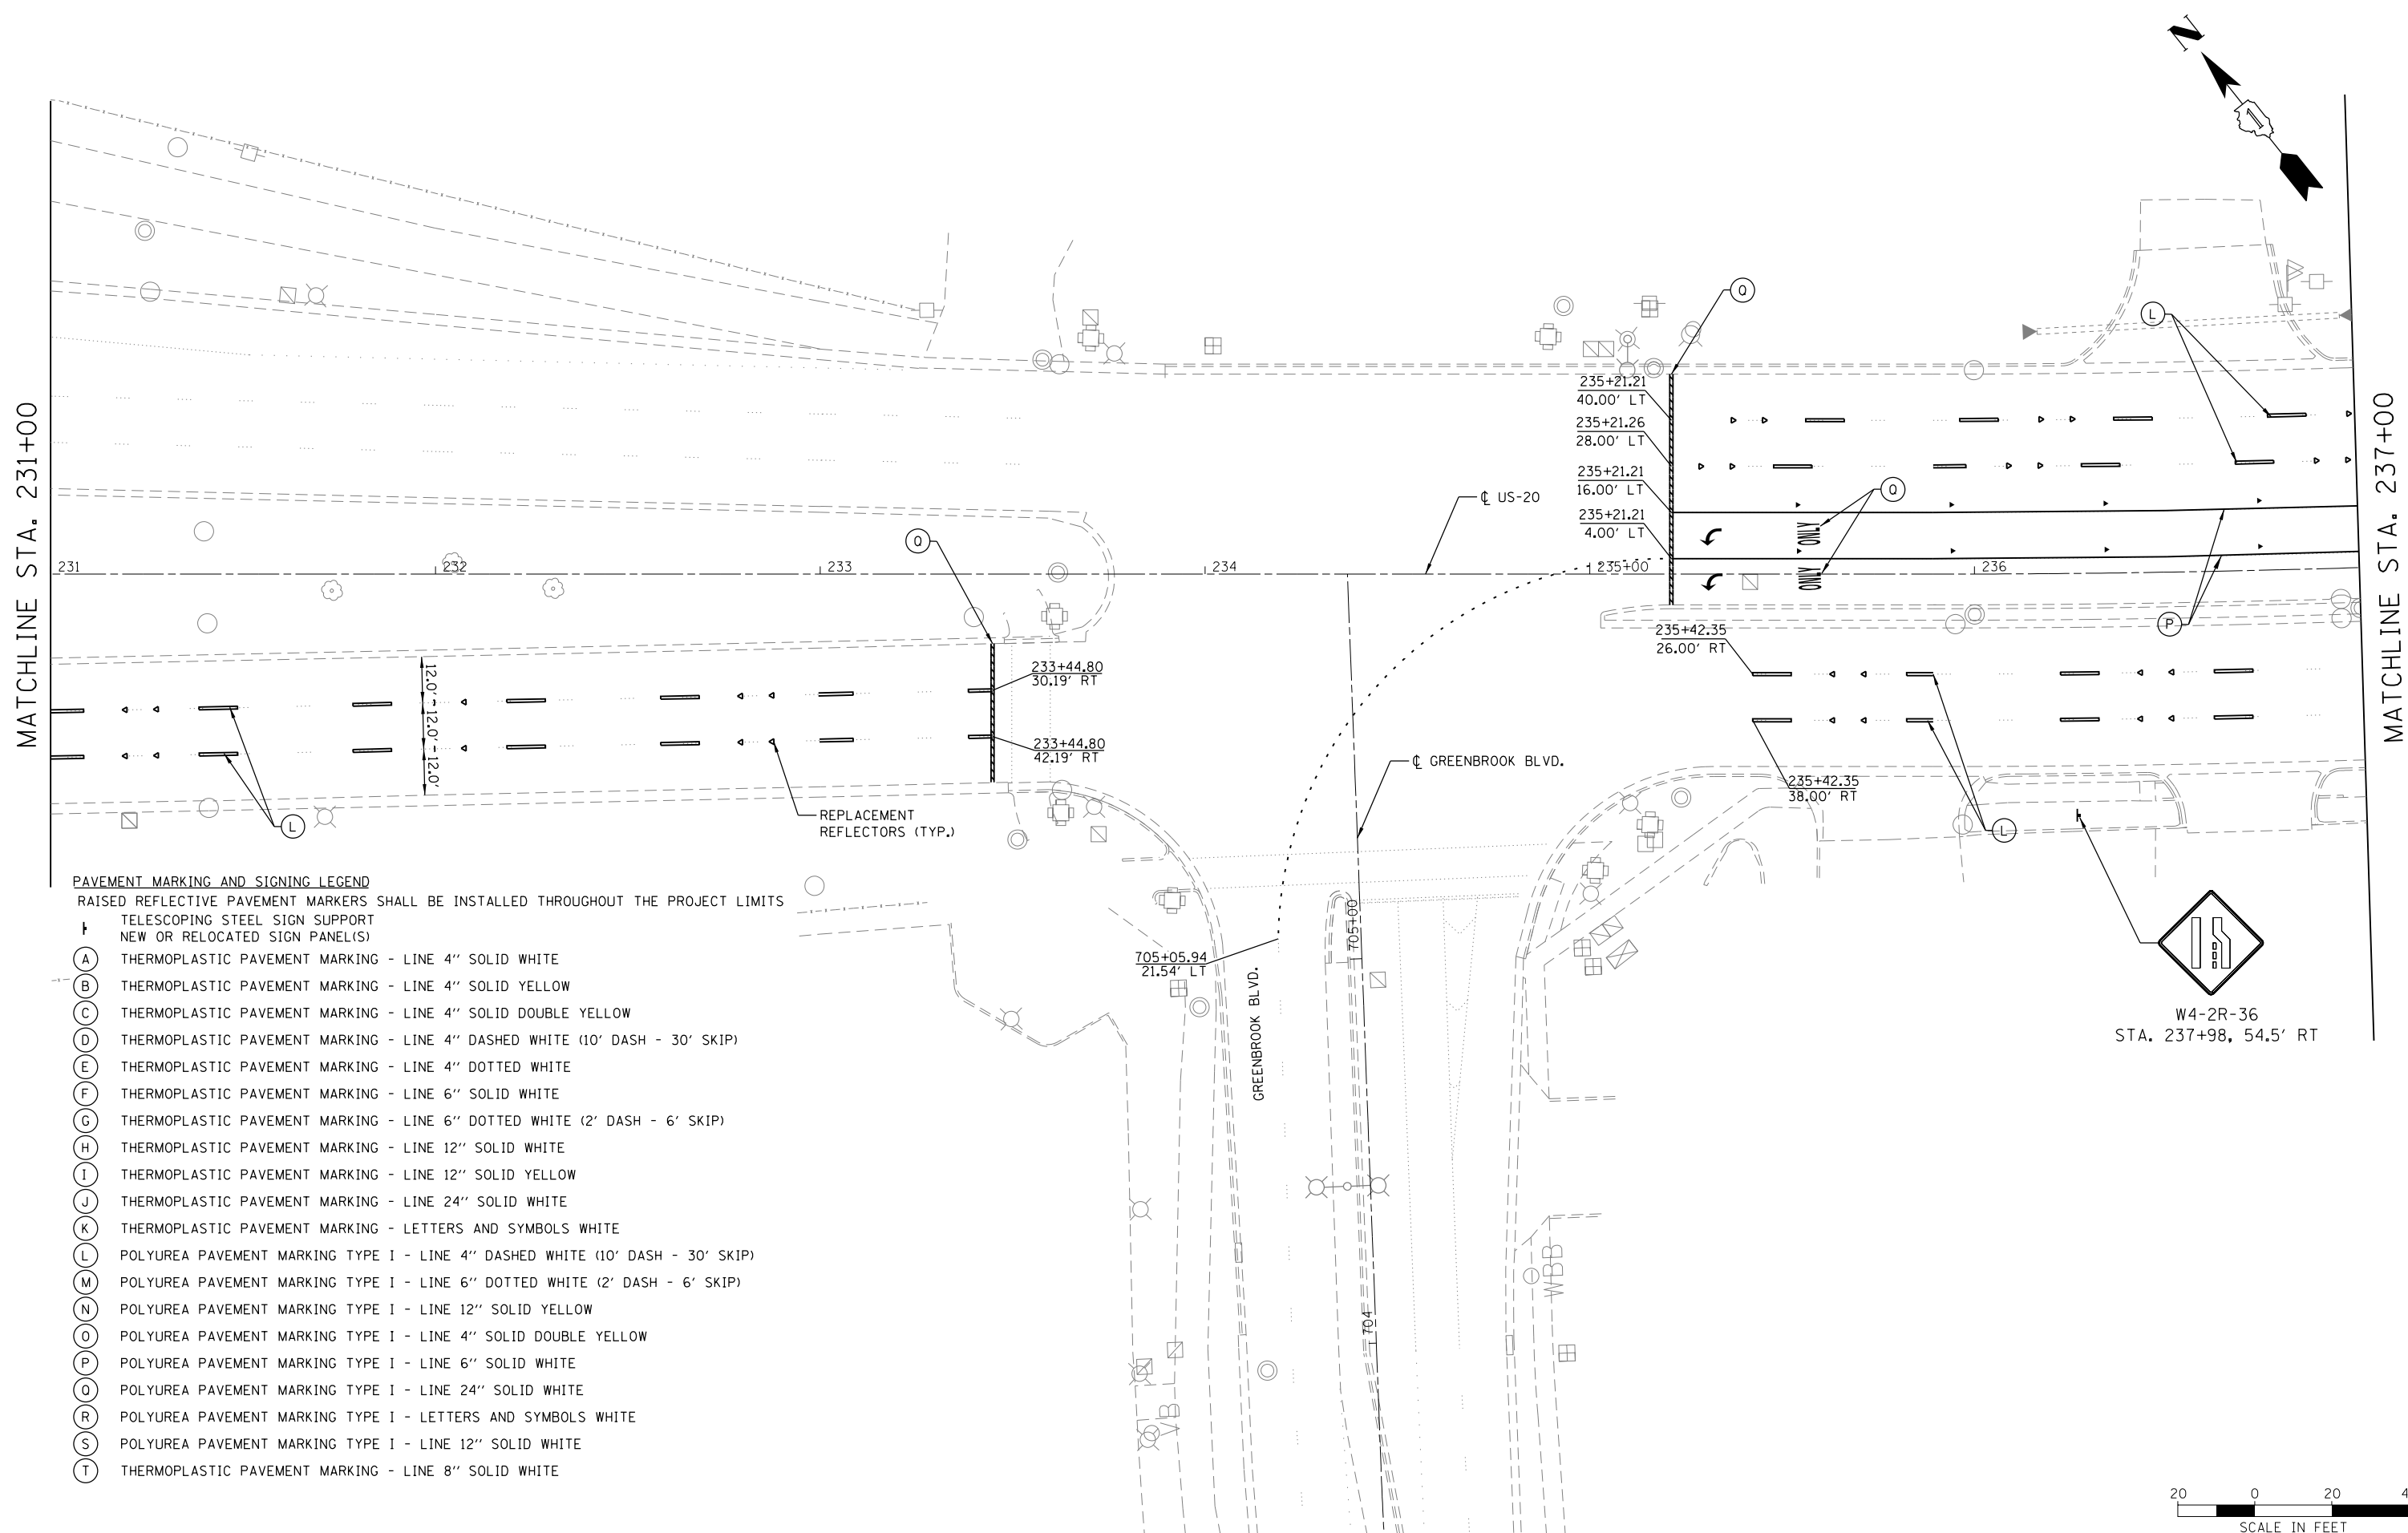 N
MATCHLINE STA. 231+00
MATCHLINE STA. 237+00
Q
L
235+21.21
40.00' LT
235+21.26
28.00' LT
235+21.21
16.00' LT
235+21.21
4.00' LT
Q
℄ US-20
ONLY
ONLY
Q
231
232
233
234
235+00
236
P
12.0'
12.0'
12.0'
233+44.80
30.19' RT
233+44.80
42.19' RT
235+42.35
26.00' RT
235+42.35
38.00' RT
℄ GREENBROOK BLVD.
REPLACEMENT
REFLECTORS (TYP.)
L
L
705+00
705+05.94
21.54' LT
GREENBROOK BLVD.
704
WBB
VB
W4-2R-36
STA. 237+98, 54.5' RT
PAVEMENT MARKING AND SIGNING LEGEND
RAISED REFLECTIVE PAVEMENT MARKERS SHALL BE INSTALLED THROUGHOUT THE PROJECT LIMITS
TELESCOPING STEEL SIGN SUPPORT
NEW OR RELOCATED SIGN PANEL(S)
A THERMOPLASTIC PAVEMENT MARKING - LINE 4'' SOLID WHITE
B THERMOPLASTIC PAVEMENT MARKING - LINE 4'' SOLID YELLOW
C THERMOPLASTIC PAVEMENT MARKING - LINE 4'' SOLID DOUBLE YELLOW
D THERMOPLASTIC PAVEMENT MARKING - LINE 4'' DASHED WHITE (10' DASH - 30' SKIP)
E THERMOPLASTIC PAVEMENT MARKING - LINE 4'' DOTTED WHITE
F THERMOPLASTIC PAVEMENT MARKING - LINE 6'' SOLID WHITE
G THERMOPLASTIC PAVEMENT MARKING - LINE 6'' DOTTED WHITE (2' DASH - 6' SKIP)
H THERMOPLASTIC PAVEMENT MARKING - LINE 12'' SOLID WHITE
I THERMOPLASTIC PAVEMENT MARKING - LINE 12'' SOLID YELLOW
J THERMOPLASTIC PAVEMENT MARKING - LINE 24'' SOLID WHITE
K THERMOPLASTIC PAVEMENT MARKING - LETTERS AND SYMBOLS WHITE
L POLYUREA PAVEMENT MARKING TYPE I - LINE 4'' DASHED WHITE (10' DASH - 30' SKIP)
M POLYUREA PAVEMENT MARKING TYPE I - LINE 6'' DOTTED WHITE (2' DASH - 6' SKIP)
N POLYUREA PAVEMENT MARKING TYPE I - LINE 12'' SOLID YELLOW
O POLYUREA PAVEMENT MARKING TYPE I - LINE 4'' SOLID DOUBLE YELLOW
P POLYUREA PAVEMENT MARKING TYPE I - LINE 6'' SOLID WHITE
Q POLYUREA PAVEMENT MARKING TYPE I - LINE 24'' SOLID WHITE
R POLYUREA PAVEMENT MARKING TYPE I - LETTERS AND SYMBOLS WHITE
S POLYUREA PAVEMENT MARKING TYPE I - LINE 12'' SOLID WHITE
T THERMOPLASTIC PAVEMENT MARKING - LINE 8'' SOLID WHITE
20 0 20 4
SCALE IN FEET